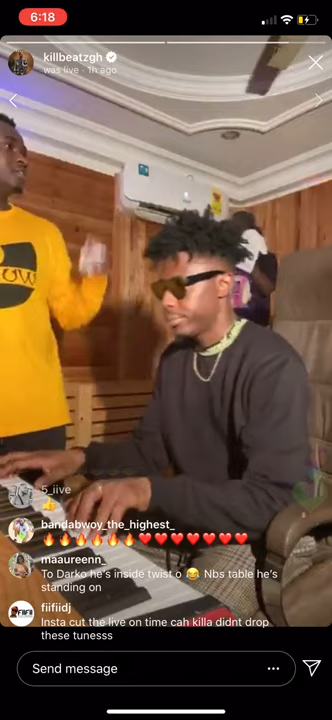 6:18
killbeatzgh
was live · 1h ago
5_iive
👍
bandabwoy_the_highest_
🔥🔥🔥🔥🔥🔥❤️❤️❤️❤️❤️❤️❤️
maaureenn_
To Darko he's inside twist o 😂 Nbs table he's
standing on
fiifiidj
Insta cut the live on time cah killa didnt drop
these tunesss
Send message